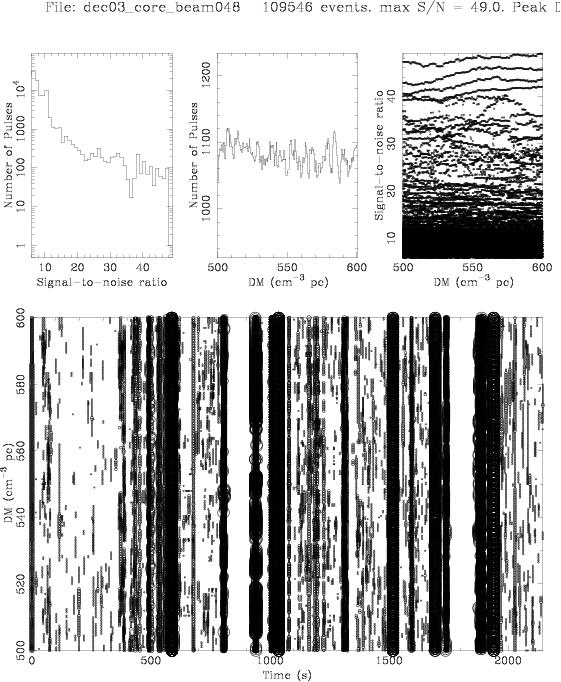 File: dec03_core_beam048 109546 events. max S/N = 49.0. Peak D
Number of Pulses
1 10 100 1000 10⁴
10 20 30 40
Signal−to−noise ratio
Number of Pulses
1000 1100 1200
500 550 600
DM (cm⁻³ pc)
Signal−to−noise ratio
10 20 30 40
500 550 600
DM (cm⁻³ pc)
DM (cm⁻³ pc)
500 520 540 560 580 600
0 500 1000 1500 2000
Time (s)